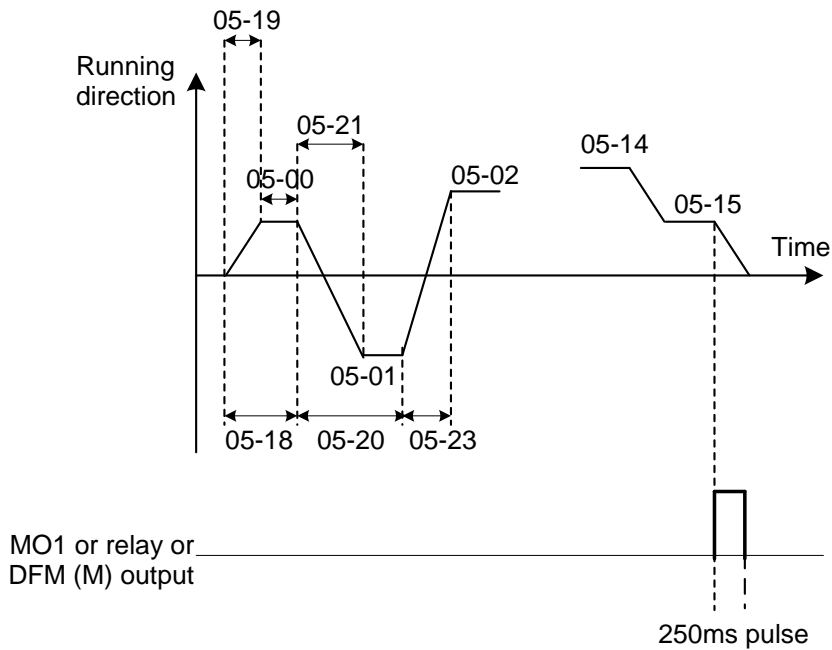 05-19
Running
direction
05-21
05-14
05-00
05-02
05-15
Time
05-01
05-18
05-20
05-23
MO1 or relay or
DFM (M) output
250ms pulse